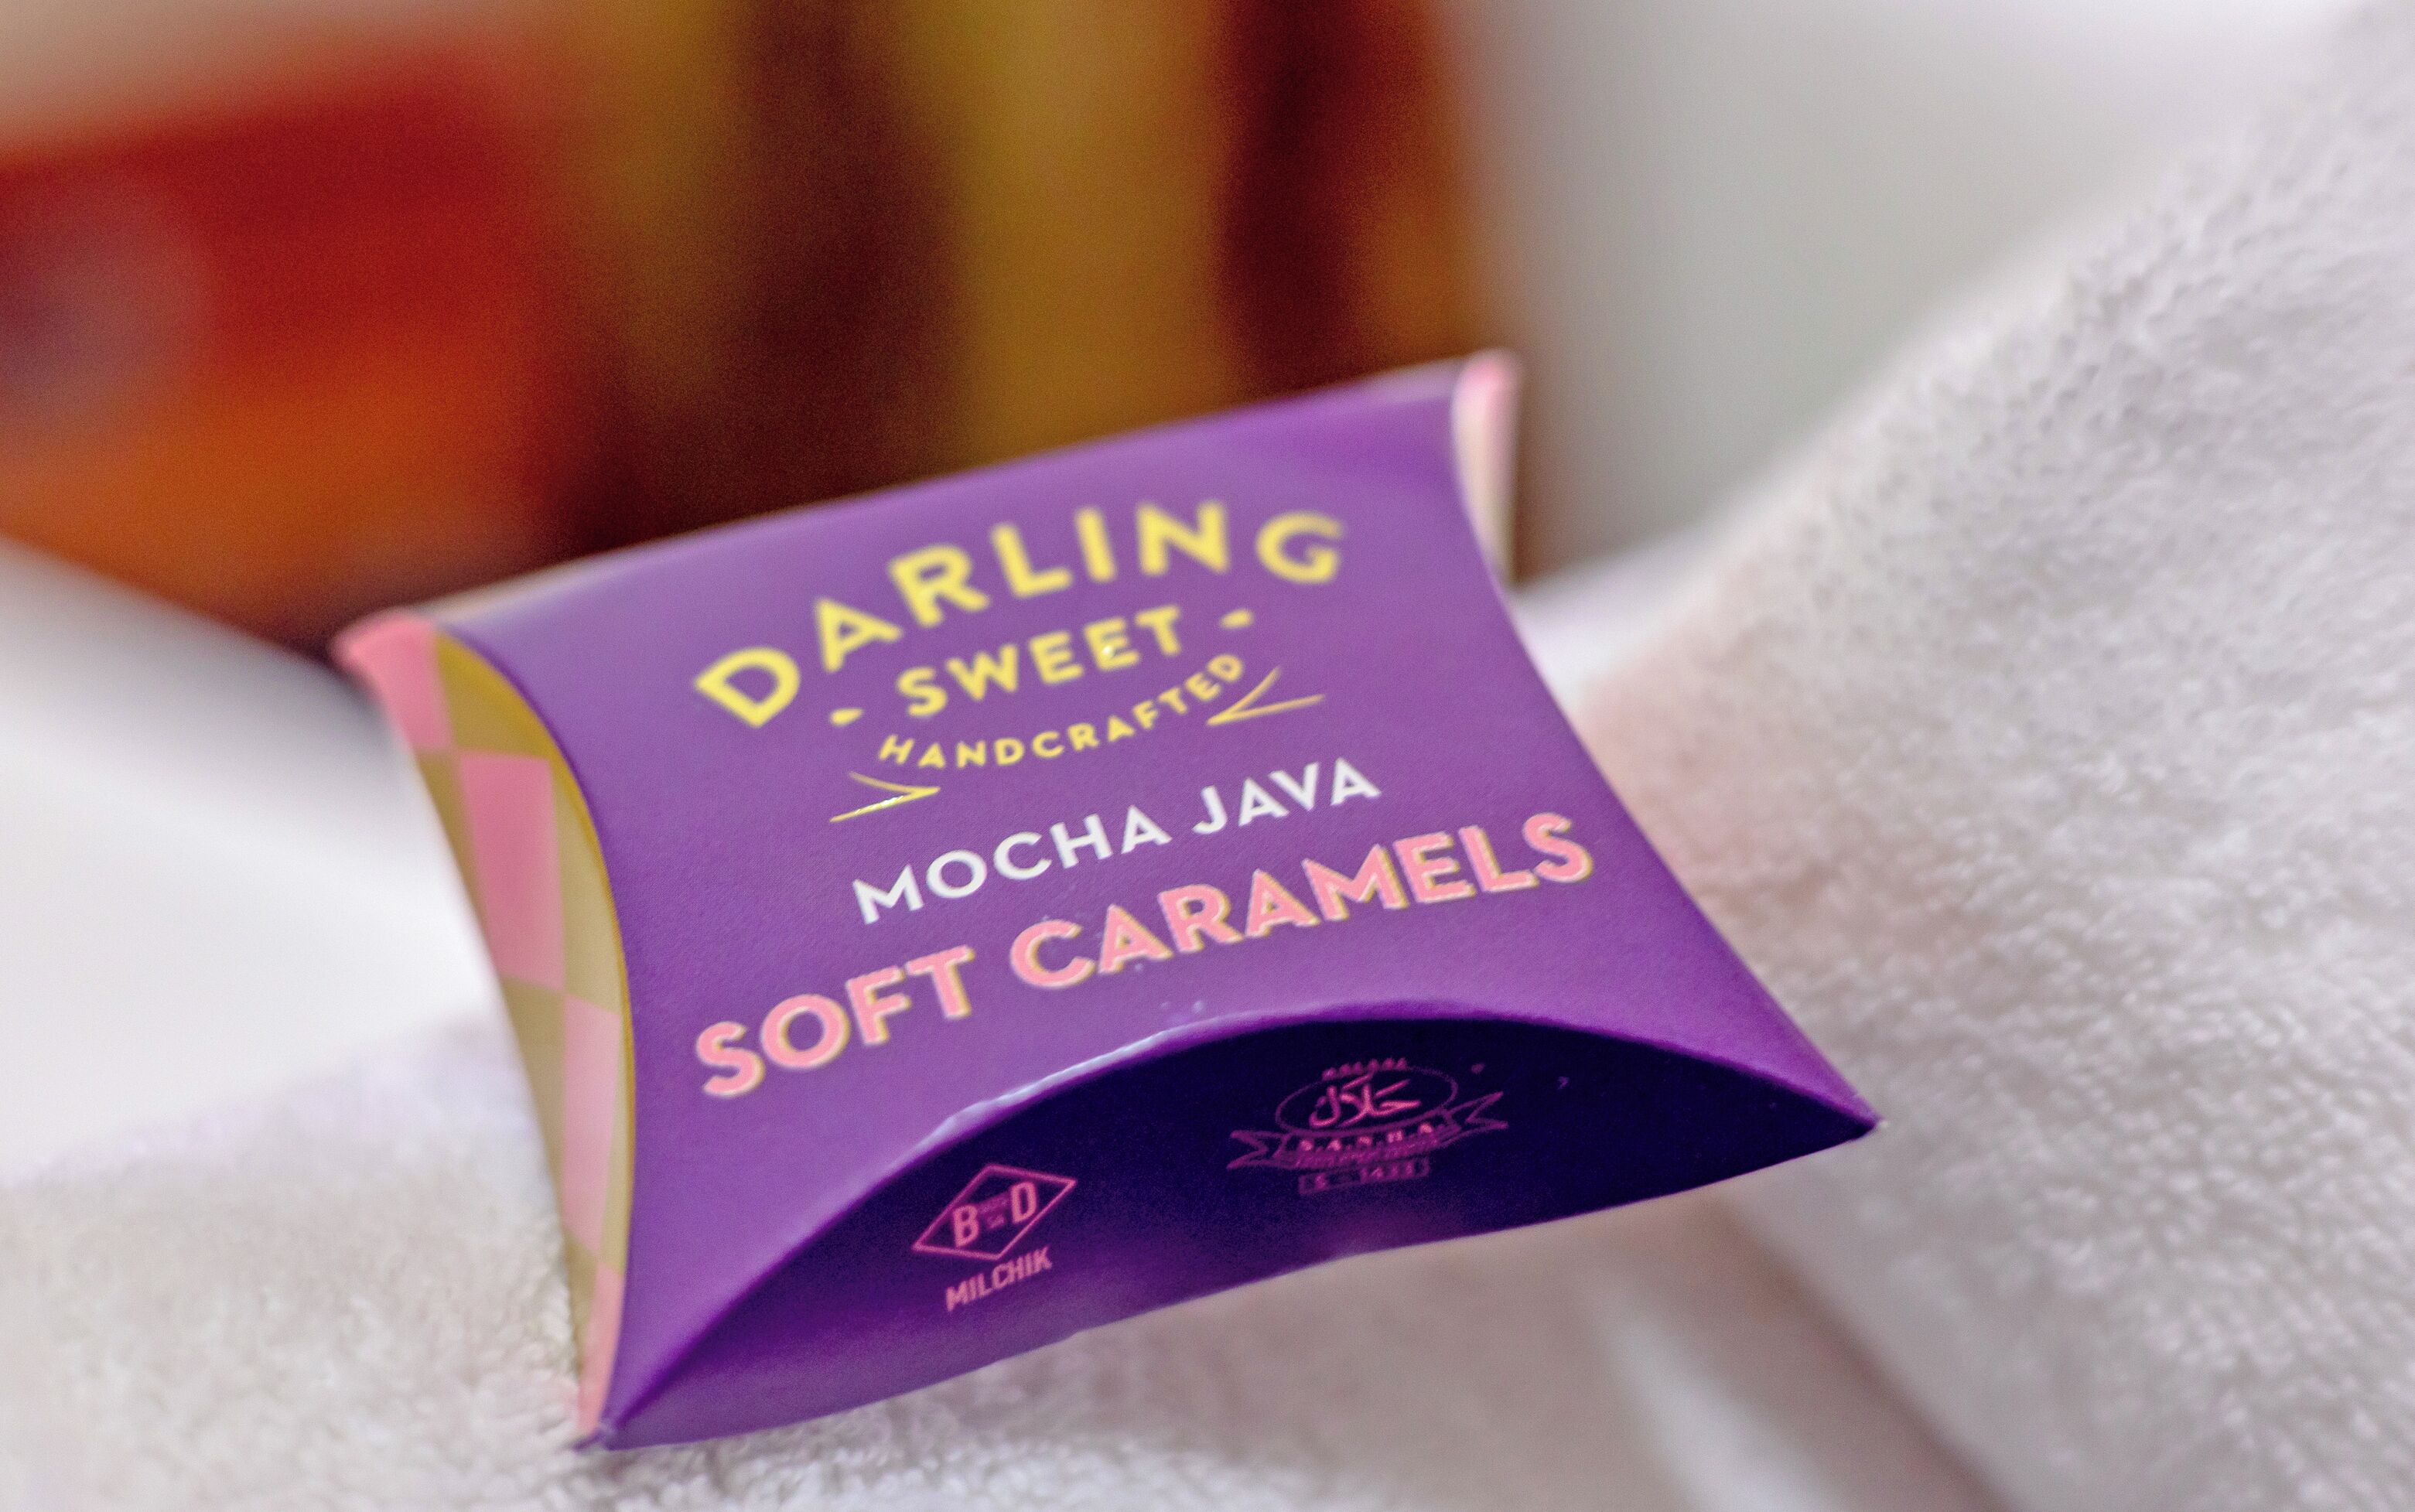 DARLING
- SWEET -
HANDCRAFTED
MOCHA JAVA
SOFT CARAMELS
حلال
S.A.N.H.A.
B D
MILCHIK